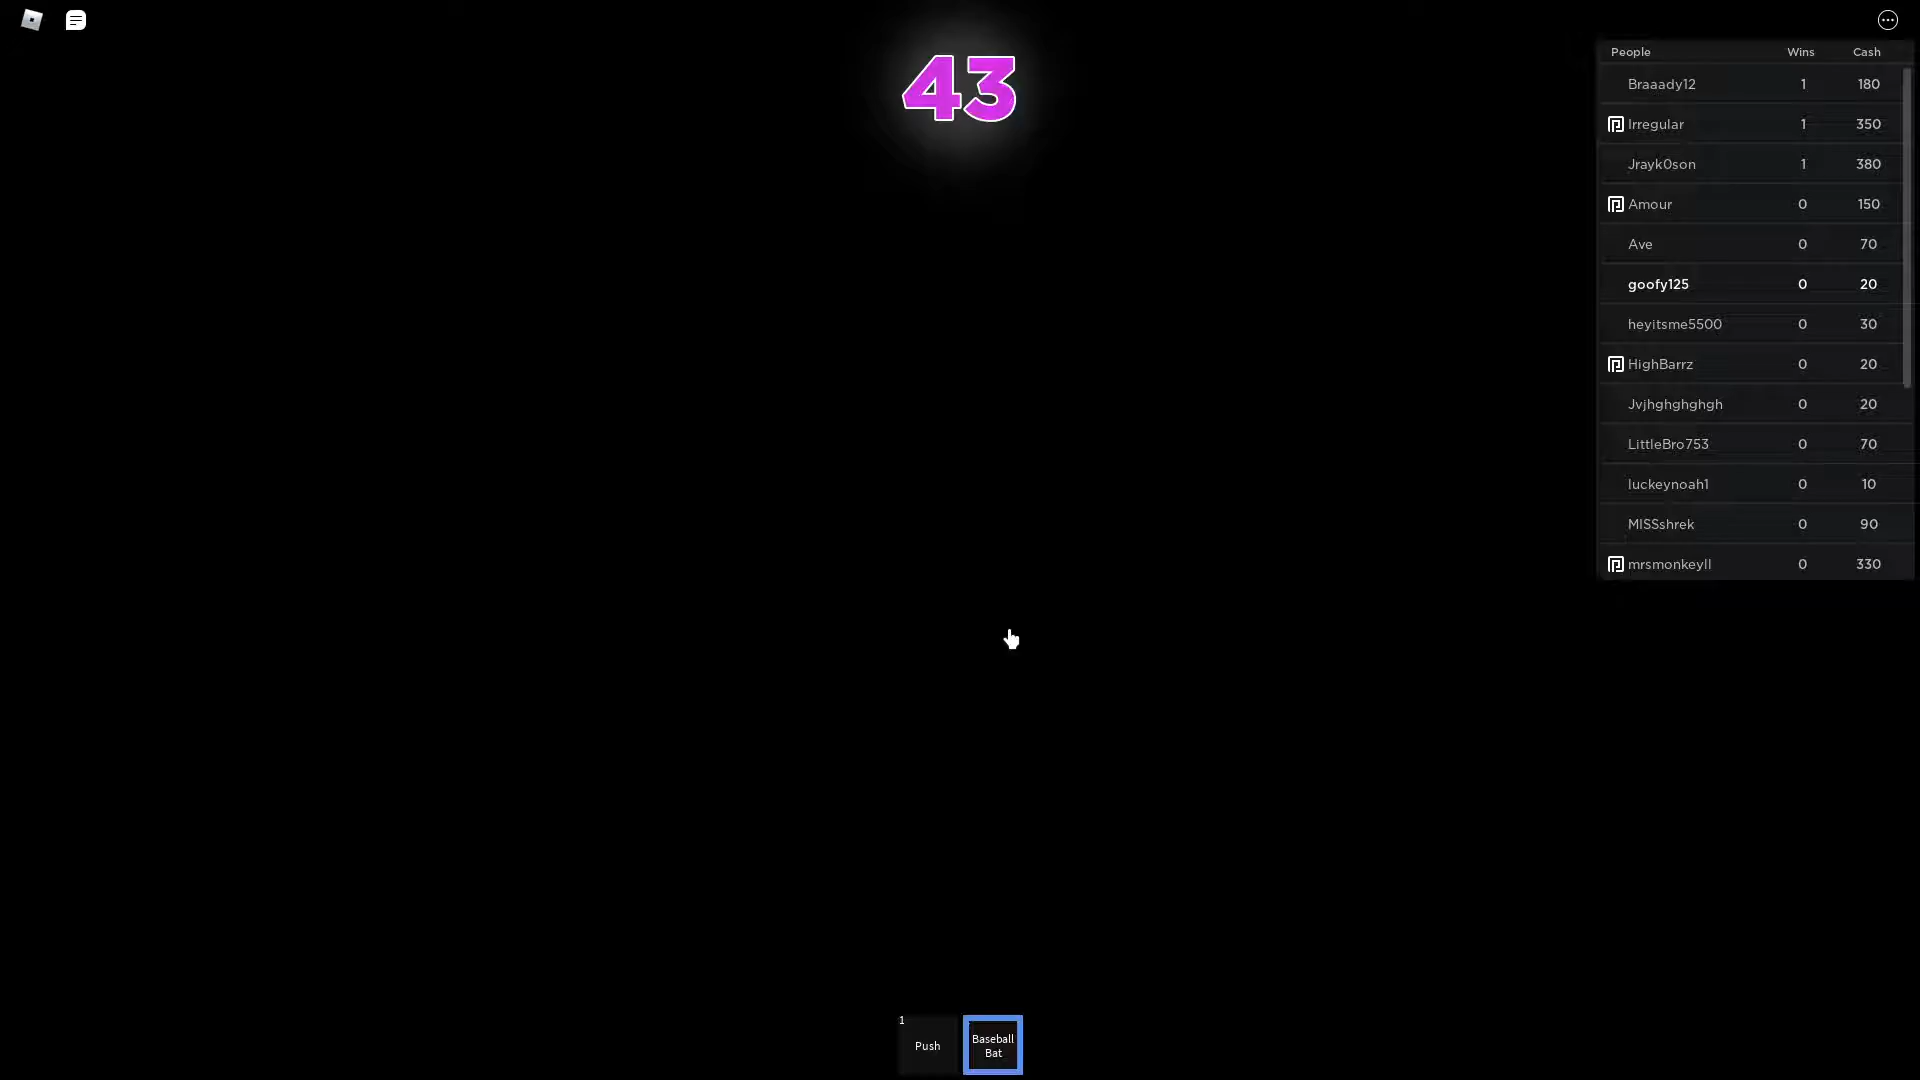 43
People Wins Cash
Braaady12 1 180
Irregular 1 350
Jrayk0son 1 380
Amour 0 150
Ave 0 70
goofy125 0 20
heyitsme5500 0 30
HighBarrz 0 20
Jvjhghghghgh 0 20
LittleBro753 0 70
luckeynoah1 0 10
MISSshrek 0 90
mrsmonkeyll 0 330
1
Push
Baseball
Bat